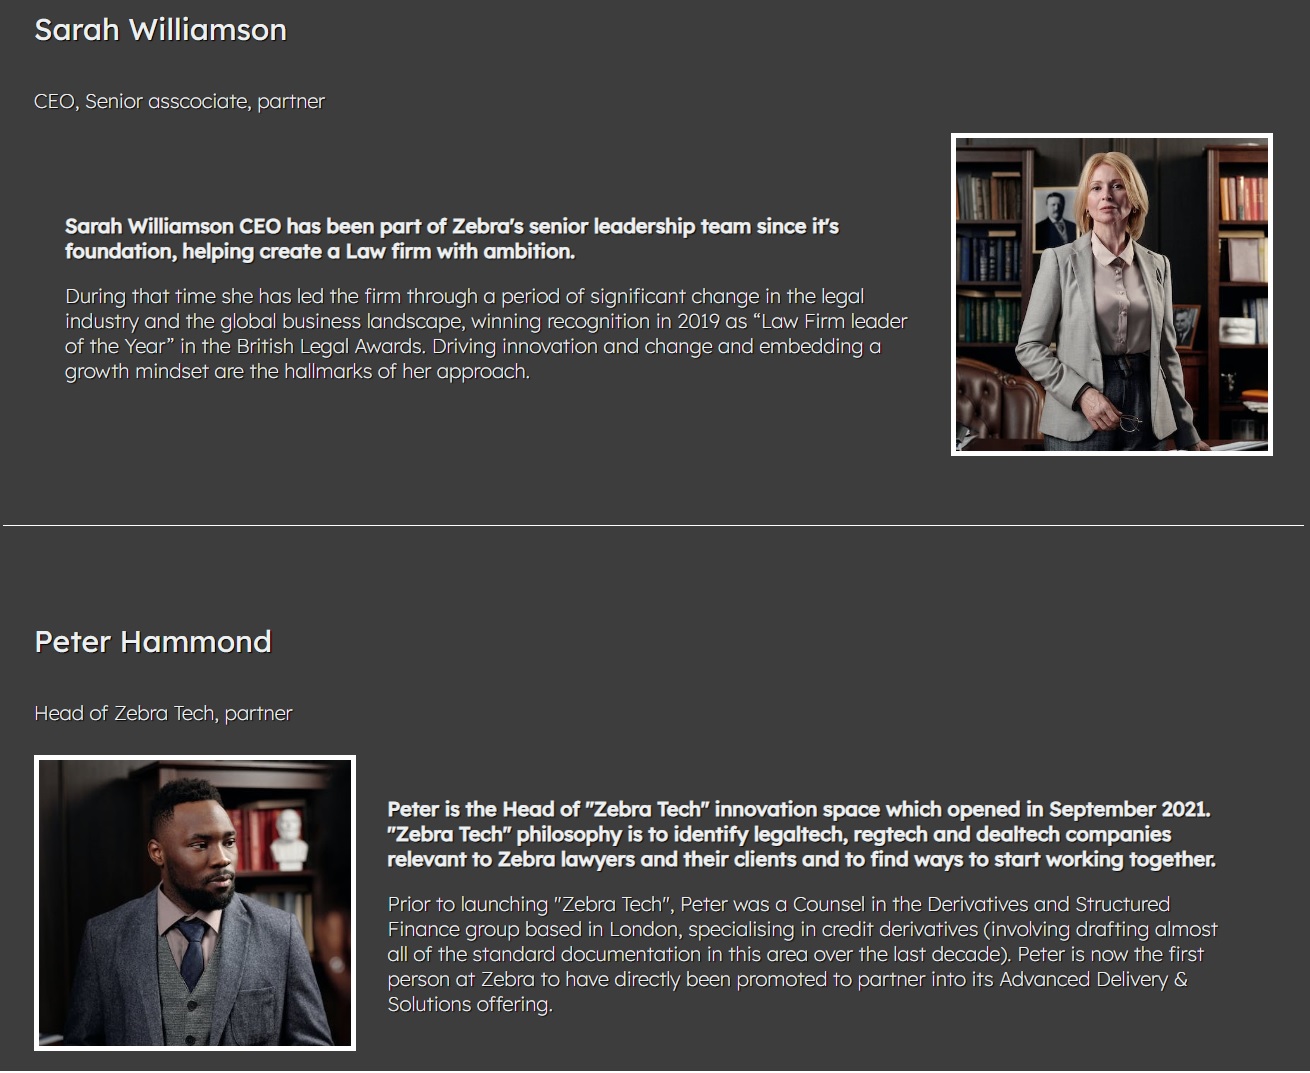 Sarah Williamson
CEO, Senior asscociate, partner
Sarah Williamson CEO has been part of Zebra's senior leadership team since it's
foundation, helping create a Law firm with ambition.
During that time she has led the firm through a period of significant change in the legal
industry and the global business landscape, winning recognition in 2019 as “Law Firm leader
of the Year” in the British Legal Awards. Driving innovation and change and embedding a
growth mindset are the hallmarks of her approach.
Peter Hammond
Head of Zebra Tech, partner
Peter is the Head of "Zebra Tech" innovation space which opened in September 2021.
"Zebra Tech" philosophy is to identify legaltech, regtech and dealtech companies
relevant to Zebra lawyers and their clients and to find ways to start working together.
Prior to launching "Zebra Tech", Peter was a Counsel in the Derivatives and Structured
Finance group based in London, specialising in credit derivatives (involving drafting almost
all of the standard documentation in this area over the last decade). Peter is now the first
person at Zebra to have directly been promoted to partner into its Advanced Delivery &
Solutions offering.